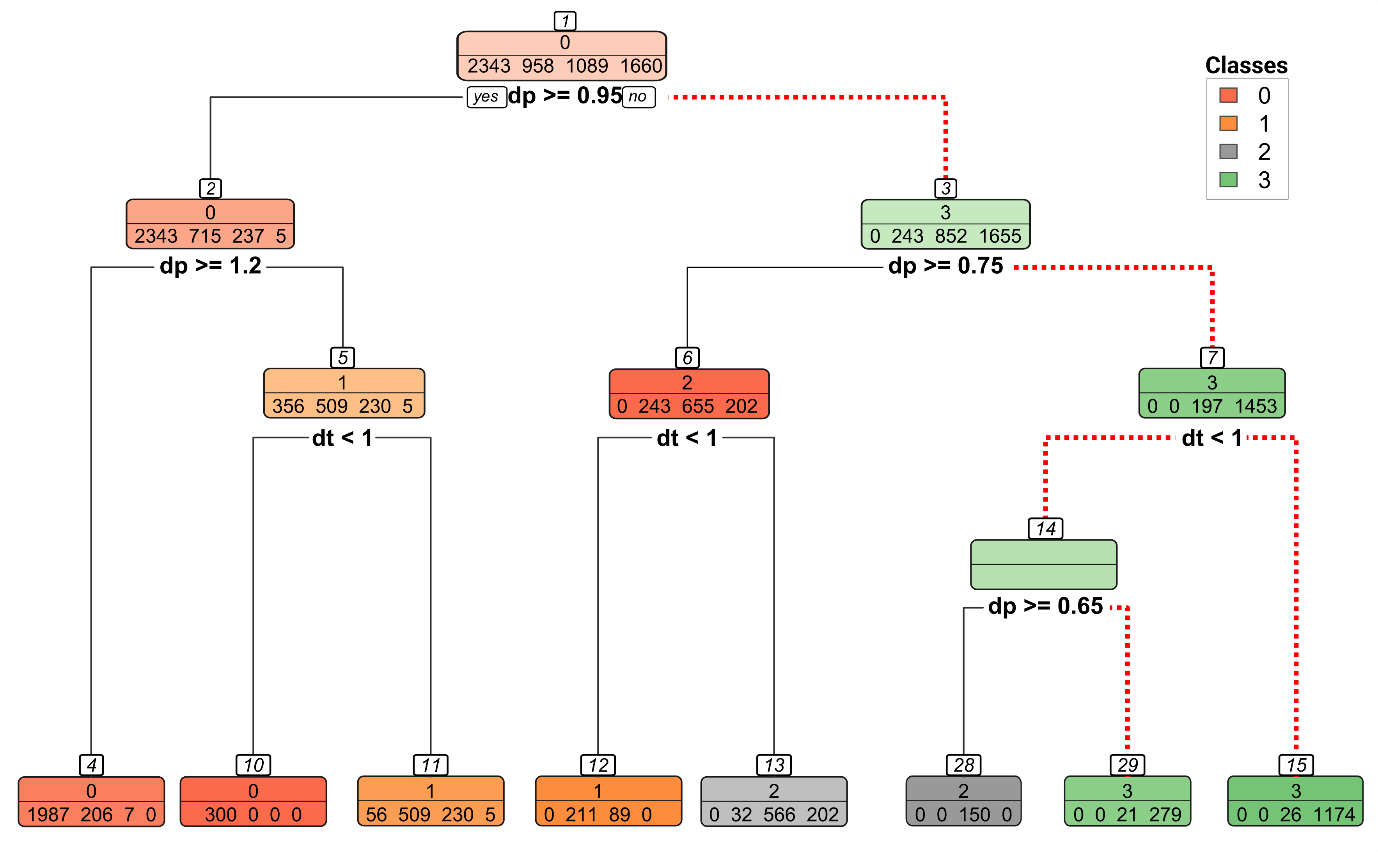 1
0
2343 958 1089 1660
yes dp >= 0.95 no
Classes
0
1
2
3
2
0
2343 715 237 5
dp >= 1.2
3
3
0 243 852 1655
dp >= 0.75
5
1
356 509 230 5
dt < 1
6
2
0 243 655 202
dt < 1
7
3
0 0 197 1453
dt < 1
14
dp >= 0.65
4
0
1987 206 7 0
10
0
300 0 0 0
11
1
56 509 230 5
12
1
0 211 89 0
13
2
0 32 566 202
28
2
0 0 150 0
29
3
0 0 21 279
15
3
0 0 26 1174